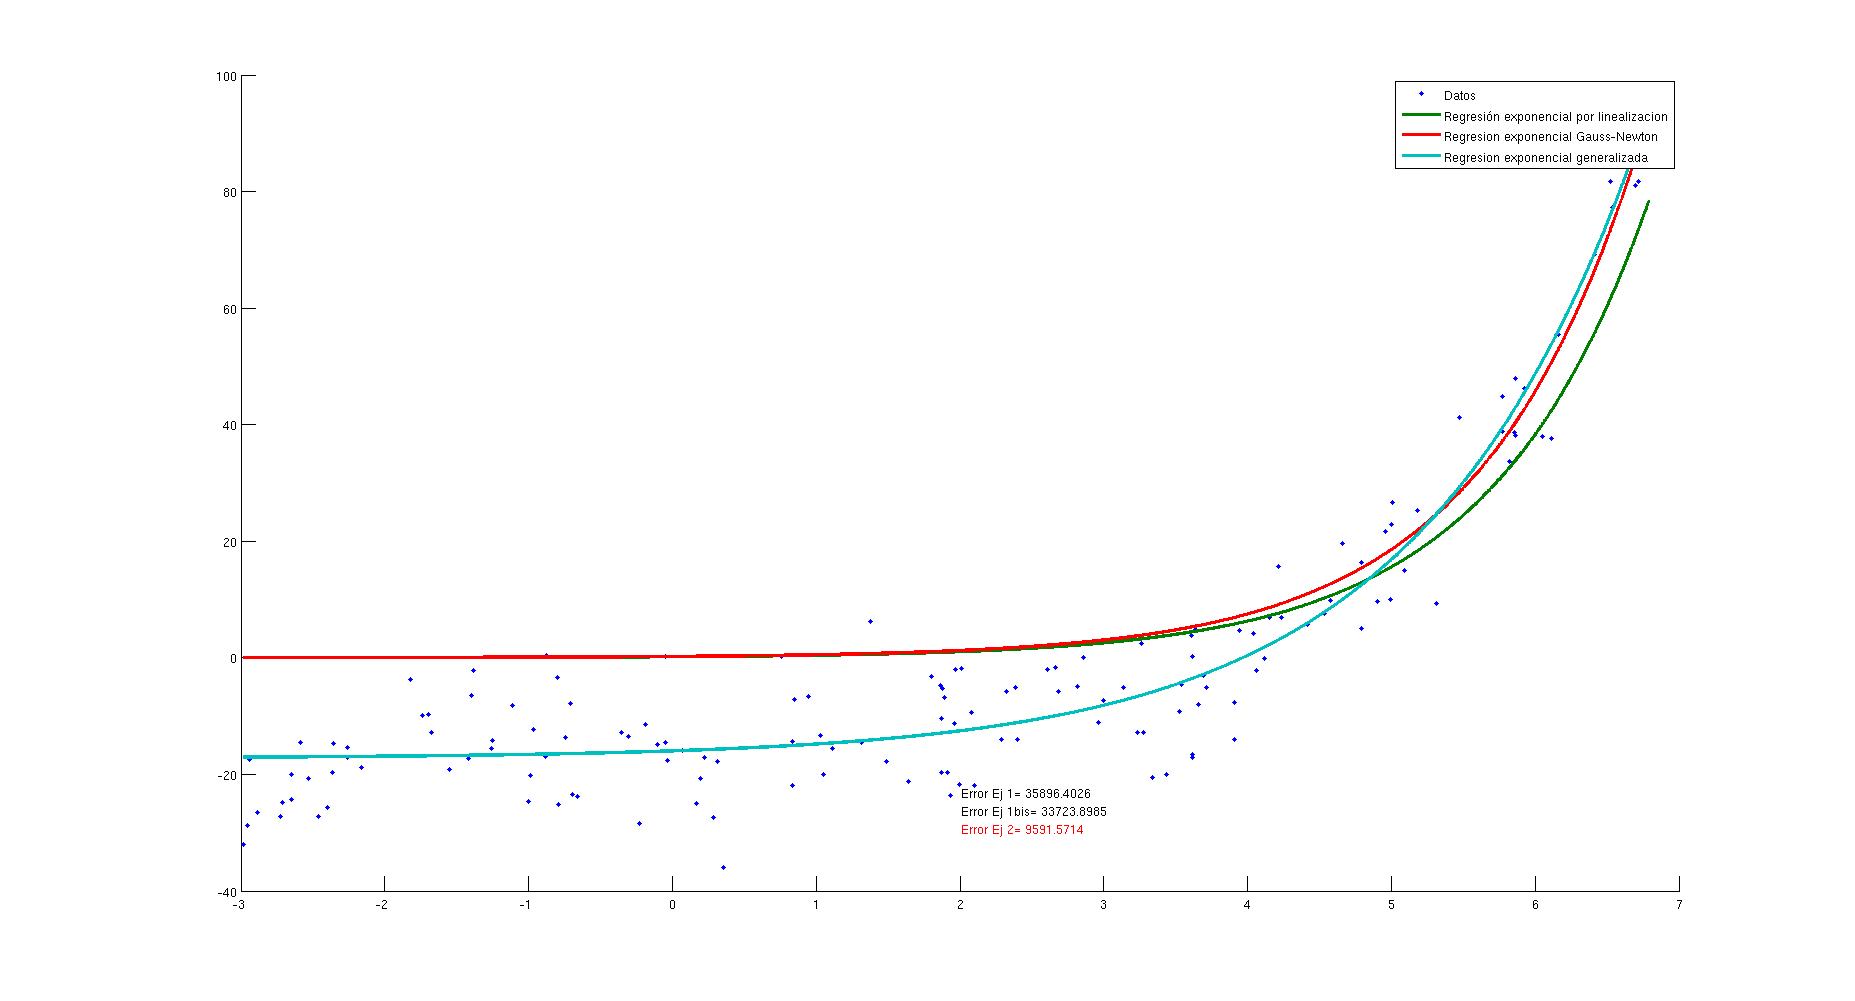 100
80
60
40
20
0
-20
-40
-3 -2 -1 0 1 2 3 4 5 6 7
Datos
Regresión exponencial por linealizacion
Regresion exponencial Gauss-Newton
Regresion exponencial generalizada
Error Ej 1= 35896.4026
Error Ej 1bis= 33723.8985
Error Ej 2= 9591.5714